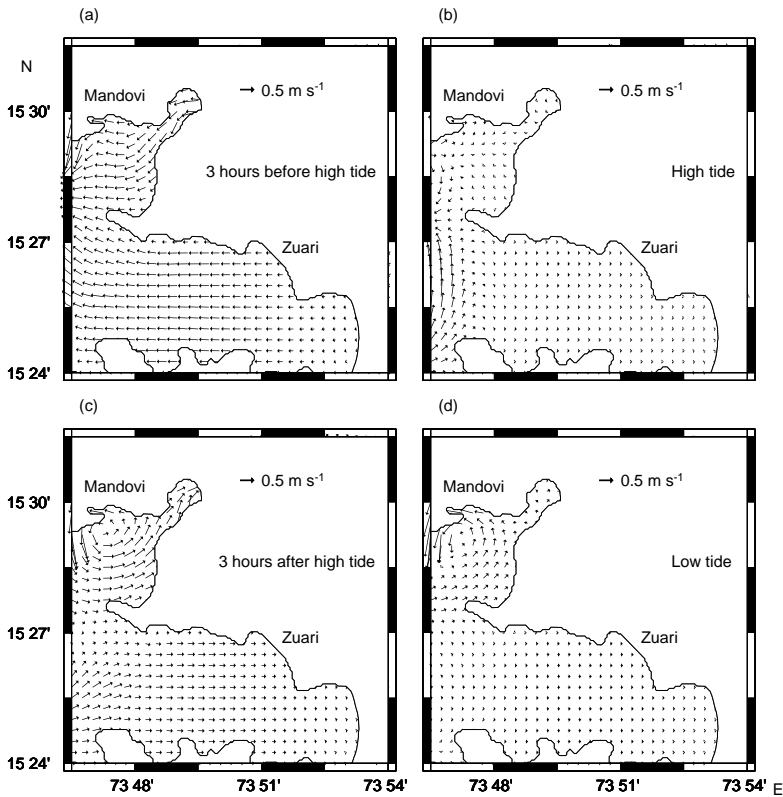 (a)
(b)
N
Mandovi
0.5 m s-1
Mandovi
0.5 m s-1
15 30'
3 hours before high tide
High tide
15 27'
Zuari
Zuari
15 24'
(c)
(d)
Mandovi
0.5 m s-1
Mandovi
0.5 m s-1
15 30'
3 hours after high tide
Low tide
15 27'
Zuari
Zuari
15 24'
73 48' 73 51' 73 54' 73 48' 73 51' 73 54' E